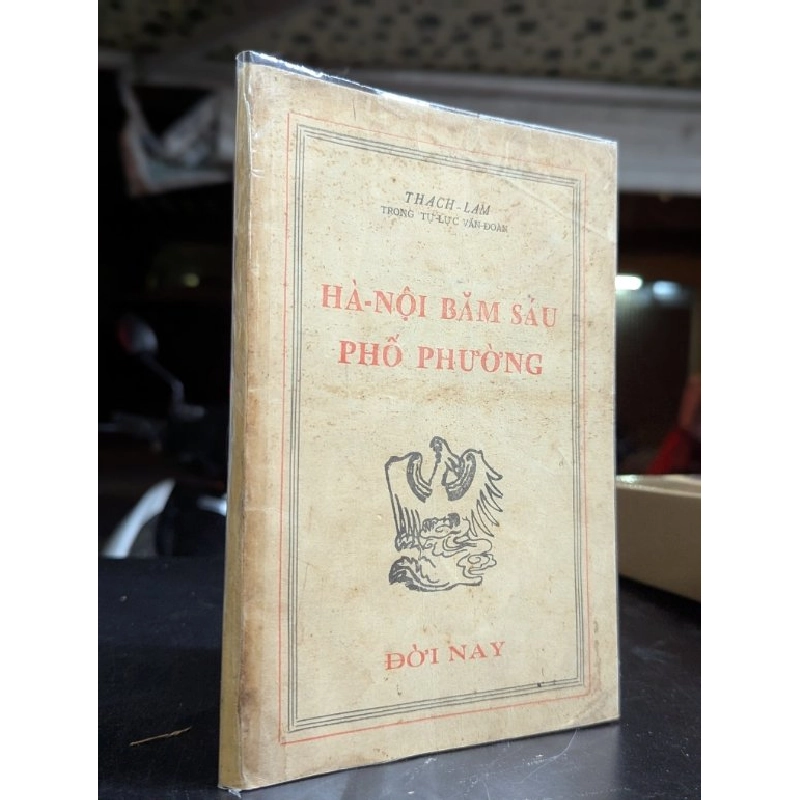 THẠCH-LAM
TRONG TỰ-LỰC VĂN-ĐOÀN
HÀ-NỘI BĂM SÁU
PHỐ PHƯỜNG
ĐỜI NAY